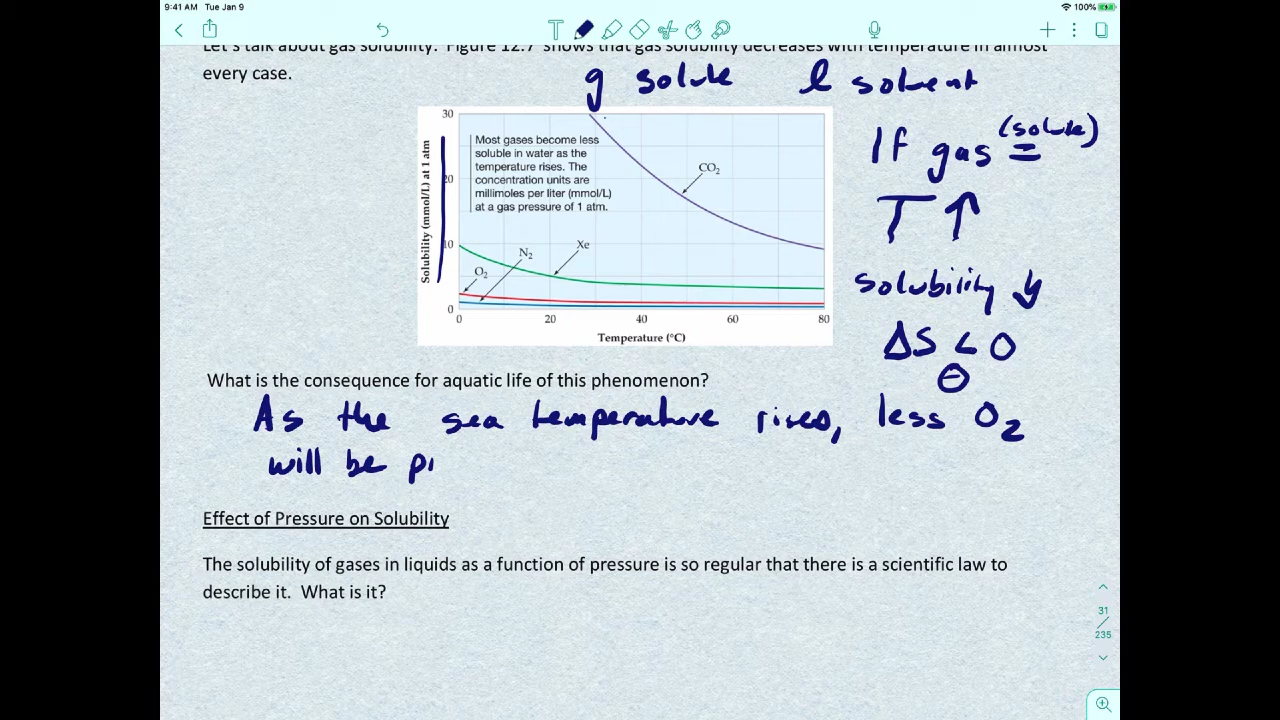 9:41 AM Tue Jan 9
100%
Let's talk about gas solubility. Figure 12.7 shows that gas solubility decreases with temperature in almost
every case.
g solute l solvent
If gas (solute) =
T ↑
solubility ↓
ΔS < 0
⊖
30
20
10
0
Solubility (mmol/L) at 1 atm
Most gases become less
soluble in water as the
temperature rises. The
concentration units are
millimoles per liter (mmol/L)
at a gas pressure of 1 atm.
CO2
Xe
N2
O2
0 20 40 60 80
Temperature (°C)
What is the consequence for aquatic life of this phenomenon?
As the sea temperature rises, less O2
will be pr
Effect of Pressure on Solubility
The solubility of gases in liquids as a function of pressure is so regular that there is a scientific law to
describe it. What is it?
31
/
235